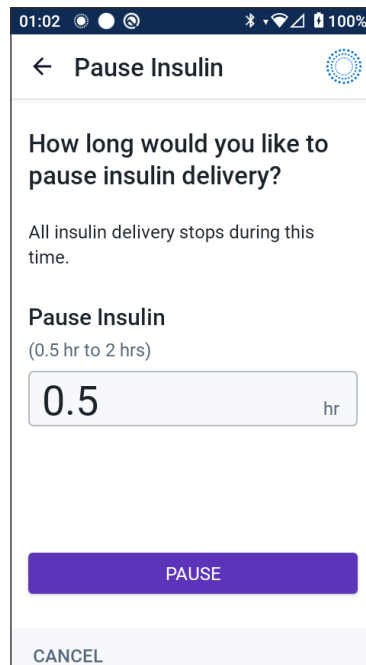 01:02 100%
Pause Insulin
How long would you like to
pause insulin delivery?
All insulin delivery stops during this
time.
Pause Insulin
(0.5 hr to 2 hrs)
0.5 hr
PAUSE
CANCEL